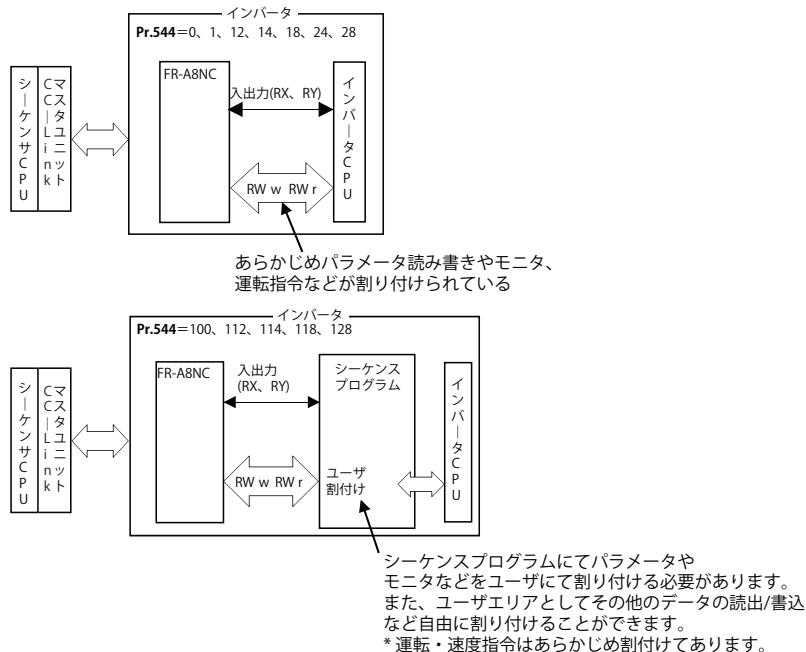 インバータ
Pr.544＝0、1、12、14、18、24、28
シーケンサCPU
CC-Link
マスタユニット
FR-A8NC
入出力(RX、RY)
RW w RW r
インバータCPU
あらかじめパラメータ読み書きやモニタ、
運転指令などが割り付けられている
インバータ
Pr.544＝100、112、114、118、128
シーケンサCPU
CC-Link
マスタユニット
FR-A8NC
入出力
(RX、RY)
RW w RW r
シーケンス
プログラム
ユーザ
割付け
インバータCPU
シーケンスプログラムにてパラメータや
モニタなどをユーザにて割り付ける必要があります。
また、ユーザエリアとしてその他のデータの読出/書込
など自由に割り付けることができます。
* 運転・速度指令はあらかじめ割付けてあります。